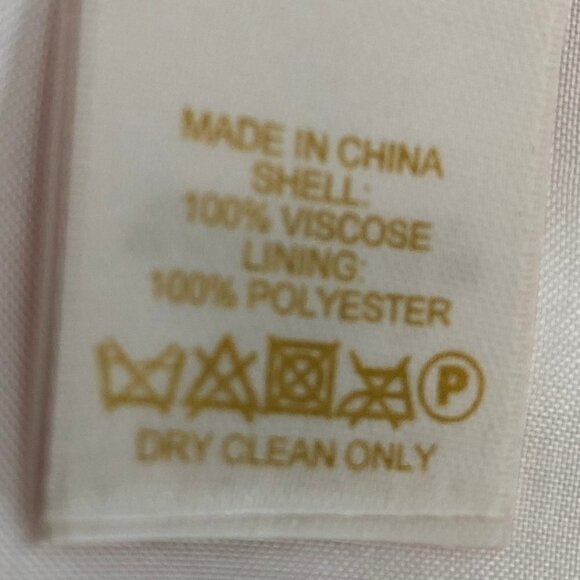 MADE IN CHINA
SHELL:
100% VISCOSE
LINING:
100% POLYESTER
P
DRY CLEAN ONLY